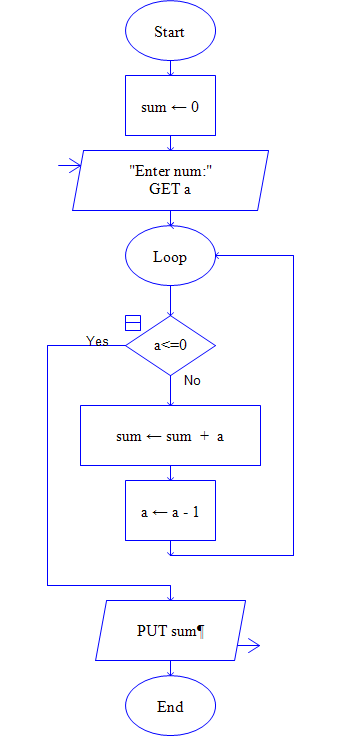 Start
sum ← 0
"Enter num:"
GET a
Loop
Yes
a<=0
No
sum ← sum + a
a ← a - 1
PUT sum¶
End